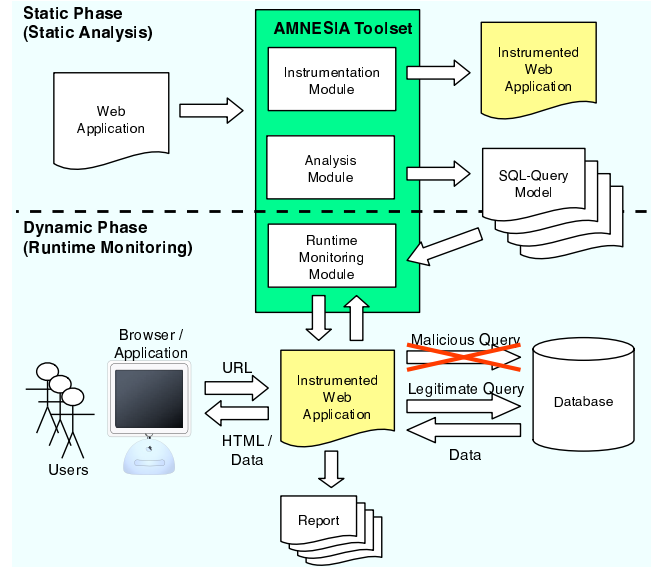 Static Phase
(Static Analysis)
AMNESIA Toolset
Instrumentation
Module
Instrumented
Web
Application
Web
Application
Analysis
Module
SQL-Query
Model
Dynamic Phase
(Runtime Monitoring)
Runtime
Monitoring
Module
Browser /
Application
URL
HTML /
Data
Users
Instrumented
Web
Application
Malicious Query
Legitimate Query
Data
Database
Report